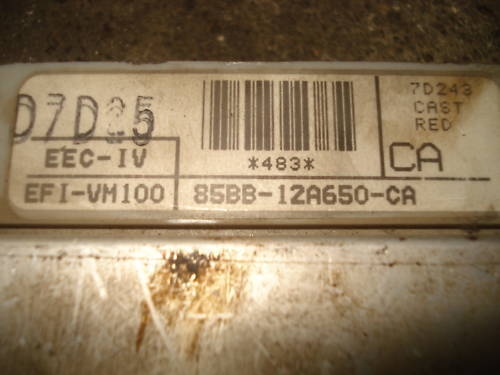 D7D25
*483*
7D243
CAST
RED
EEC-IV
CA
EFI-VM100
85BB-12A650-CA